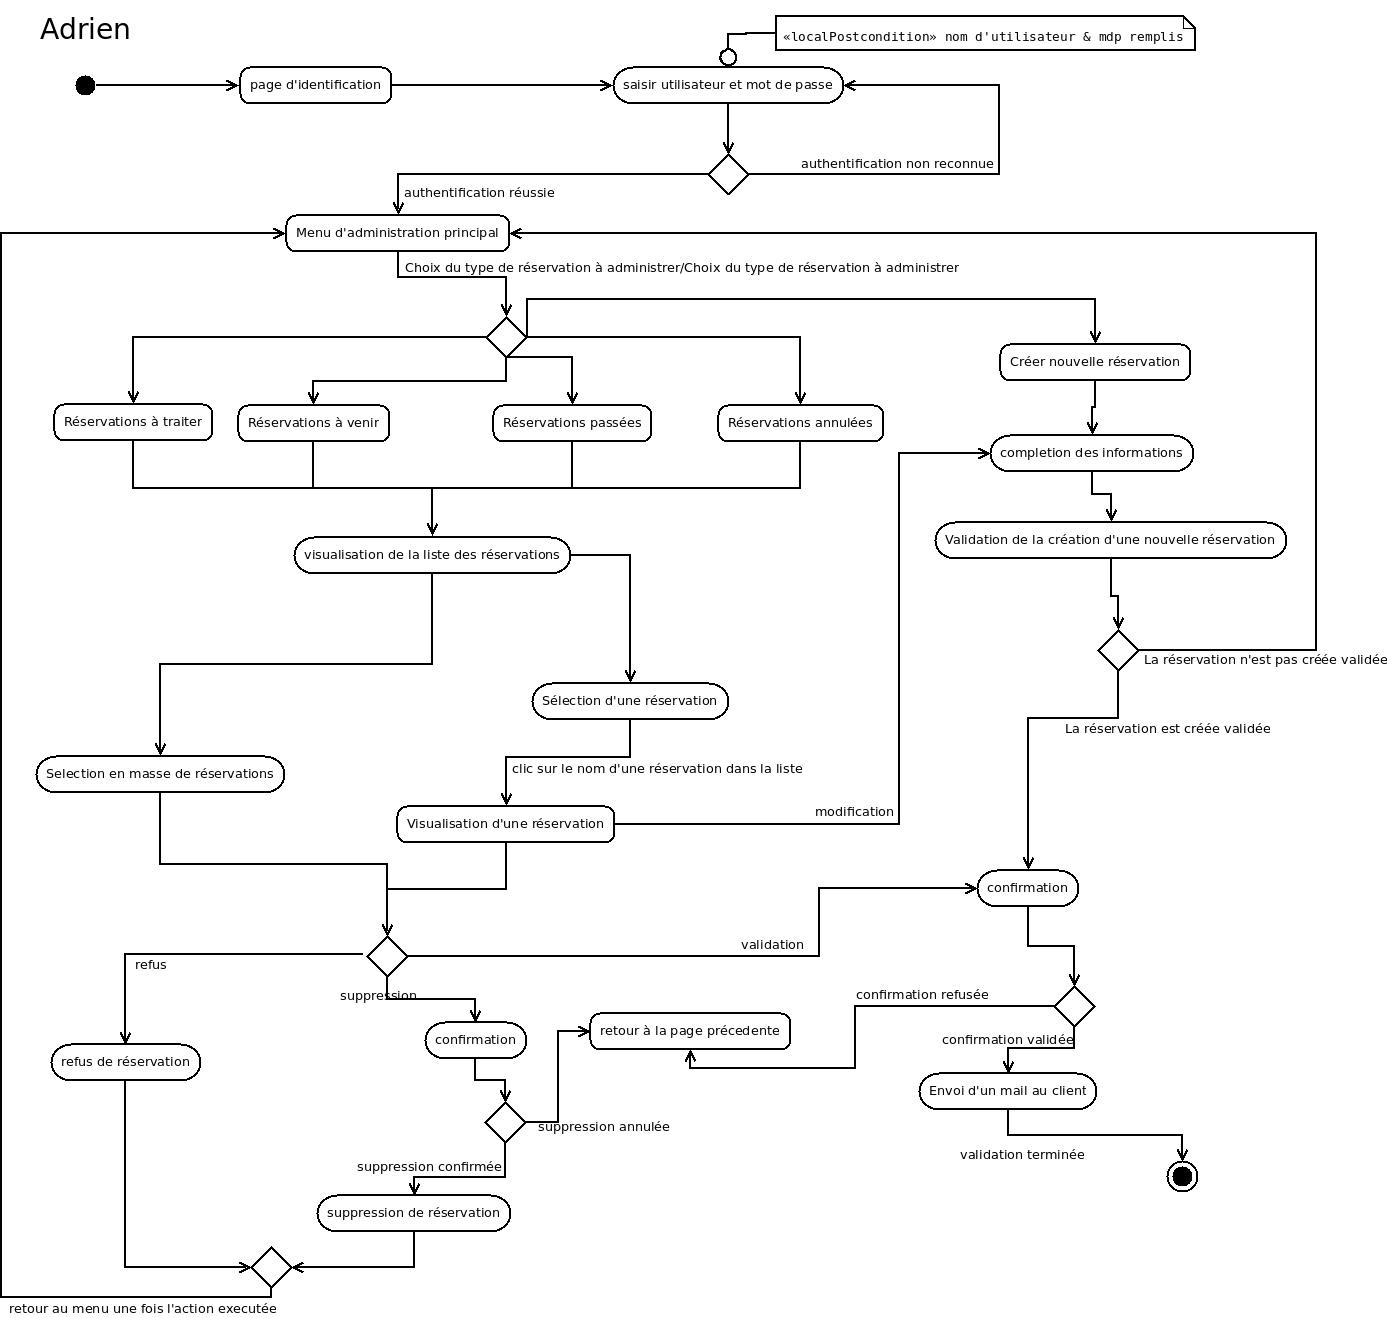 Adrien
«localPostcondition» nom d'utilisateur & mdp remplis
page d'identification
saisir utilisateur et mot de passe
authentification non reconnue
authentification réussie
Menu d'administration principal
Choix du type de réservation à administrer/Choix du type de réservation à administrer
Créer nouvelle réservation
Réservations à traiter
Réservations à venir
Réservations passées
Réservations annulées
completion des informations
Validation de la création d'une nouvelle réservation
visualisation de la liste des réservations
La réservation n'est pas créée validée
Sélection d'une réservation
La réservation est créée validée
clic sur le nom d'une réservation dans la liste
Selection en masse de réservations
modification
Visualisation d'une réservation
confirmation
validation
refus
suppression
confirmation refusée
retour à la page précedente
confirmation
confirmation validée
refus de réservation
Envoi d'un mail au client
suppression annulée
validation terminée
suppression confirmée
suppression de réservation
retour au menu une fois l'action executée